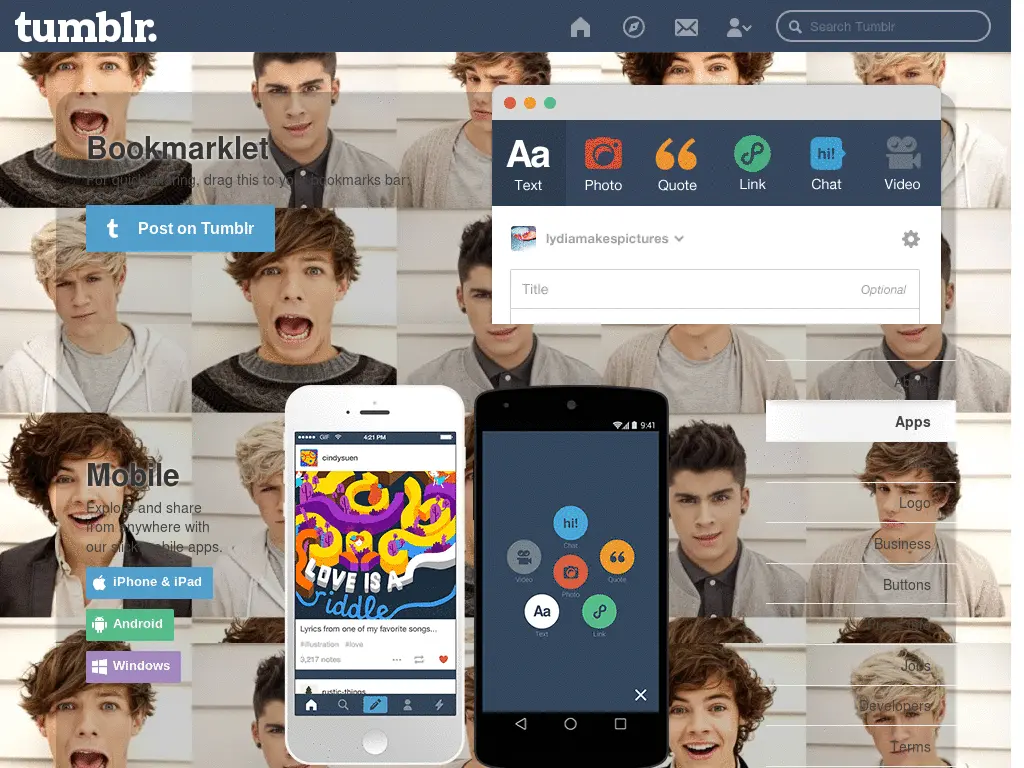 tumblr.
Search Tumblr
Bookmarklet
For quick sharing, drag this to your bookmarks bar:
t Post on Tumblr
Aa
Text
Photo
Quote
Link
hi!
Chat
Video
lydiamakespictures
Title
Optional
Mobile
Explore and share
from anywhere with
our slick mobile apps.
iPhone & iPad
Android
Windows
GIF
4:21 PM
cindysuen
LOVE IS A
riddle
Lyrics from one of my favorite songs...
#illustration #love
3,217 notes
rustic-things
9:41
hi!
Chat
Video
Quote
Photo
Aa
Text
Link
Apps
Logo
Business
Buttons
Jobs
Developers
Terms